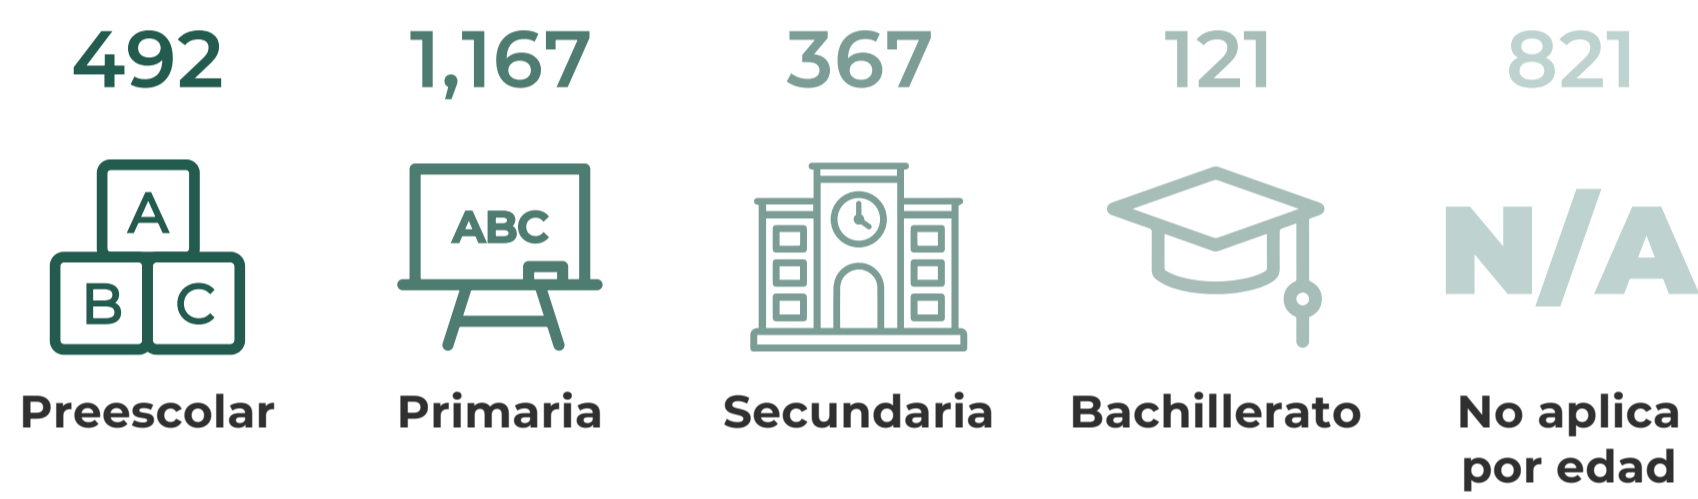 492
1,167
367
121
821
A
B C
ABC
N/A
Preescolar
Primaria
Secundaria
Bachillerato
No aplica
por edad